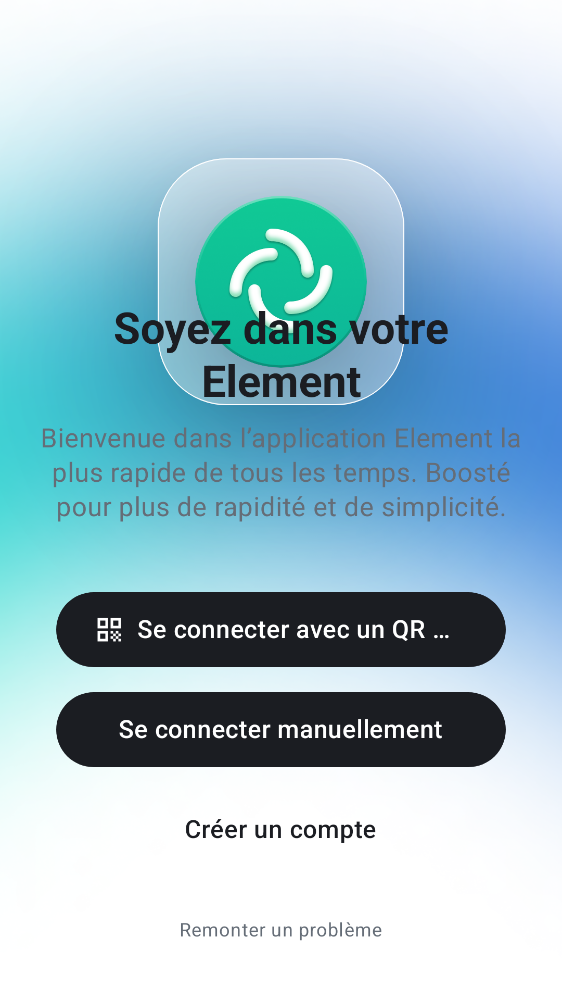 Soyez dans votre
Element
Bienvenue dans l’application Element la
plus rapide de tous les temps. Boosté
pour plus de rapidité et de simplicité.
Se connecter avec un QR …
Se connecter manuellement
Créer un compte
Remonter un problème